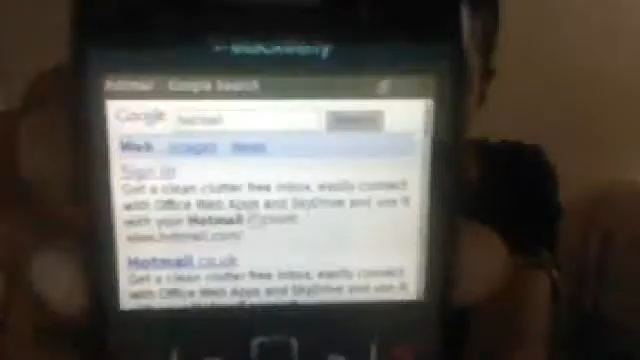 BlackBerry
Hotmail - Google Search
Google hotmail Search
Web Images News
Sign In
Get a clean clutter free inbox, easily connect
with Office Web Apps and SkyDrive and use it
with your Hotmail account
www.hotmail.com/
Hotmail.co.uk
Get a clean clutter free inbox, easily connect
with Office Web Apps and SkyDrive and use it